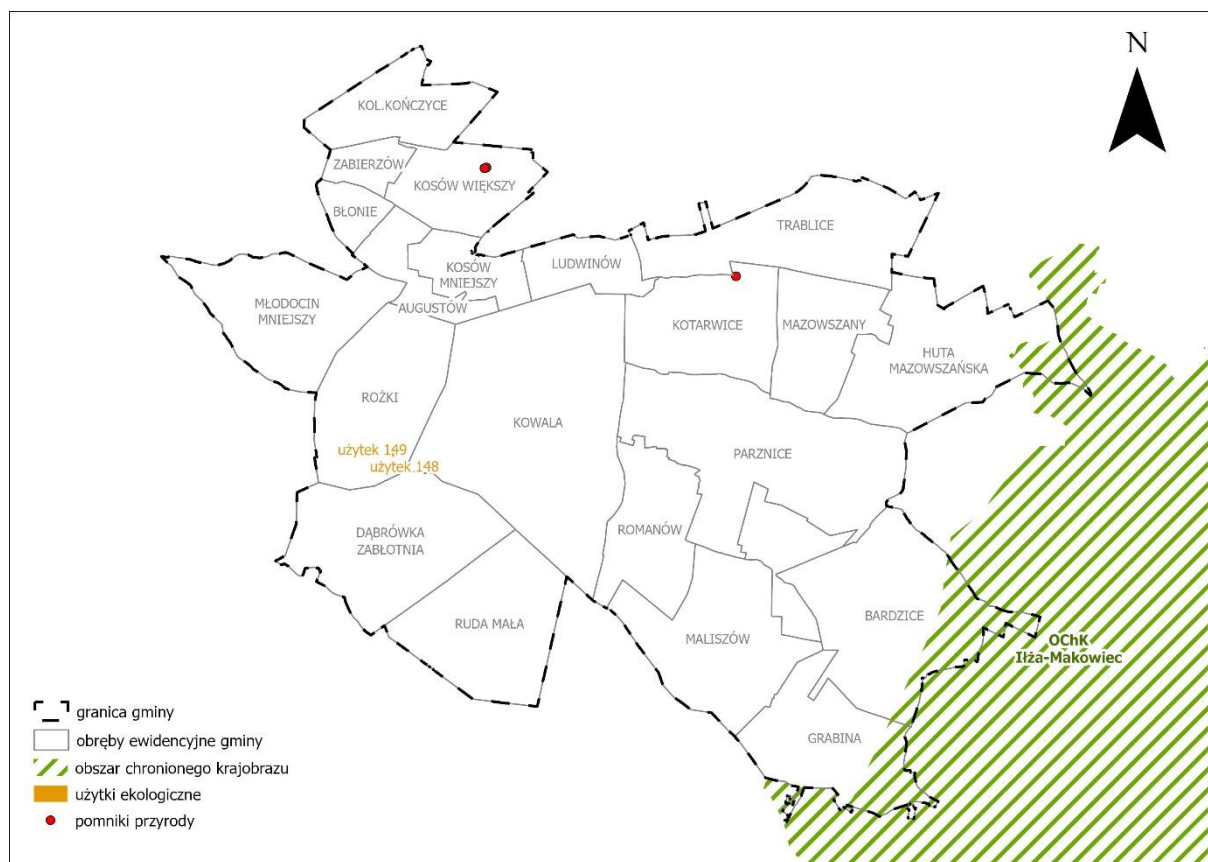 N
KOL.KOŃCZYCE
ZABIERZÓW
KOSÓW WIĘKSZY
BŁONIE
TRABLICE
KOSÓW
MNIEJSZY
LUDWINÓW
MŁODOCIN
MNIEJSZY
AUGUSTÓW
KOTARWICE
MAZOWSZANY
HUTA
MAZOWSZAŃSKA
ROŻKI
KOWALA
użytek 149
użytek 148
PARZNICE
ROMANÓW
DĄBRÓWKA
ZABŁOTNIA
RUDA MAŁA
MALISZÓW
BARDZICE
OChK
Iłża-Makowiec
GRABINA
granica gminy
obręby ewidencyjne gminy
obszar chronionego krajobrazu
użytki ekologiczne
pomniki przyrody